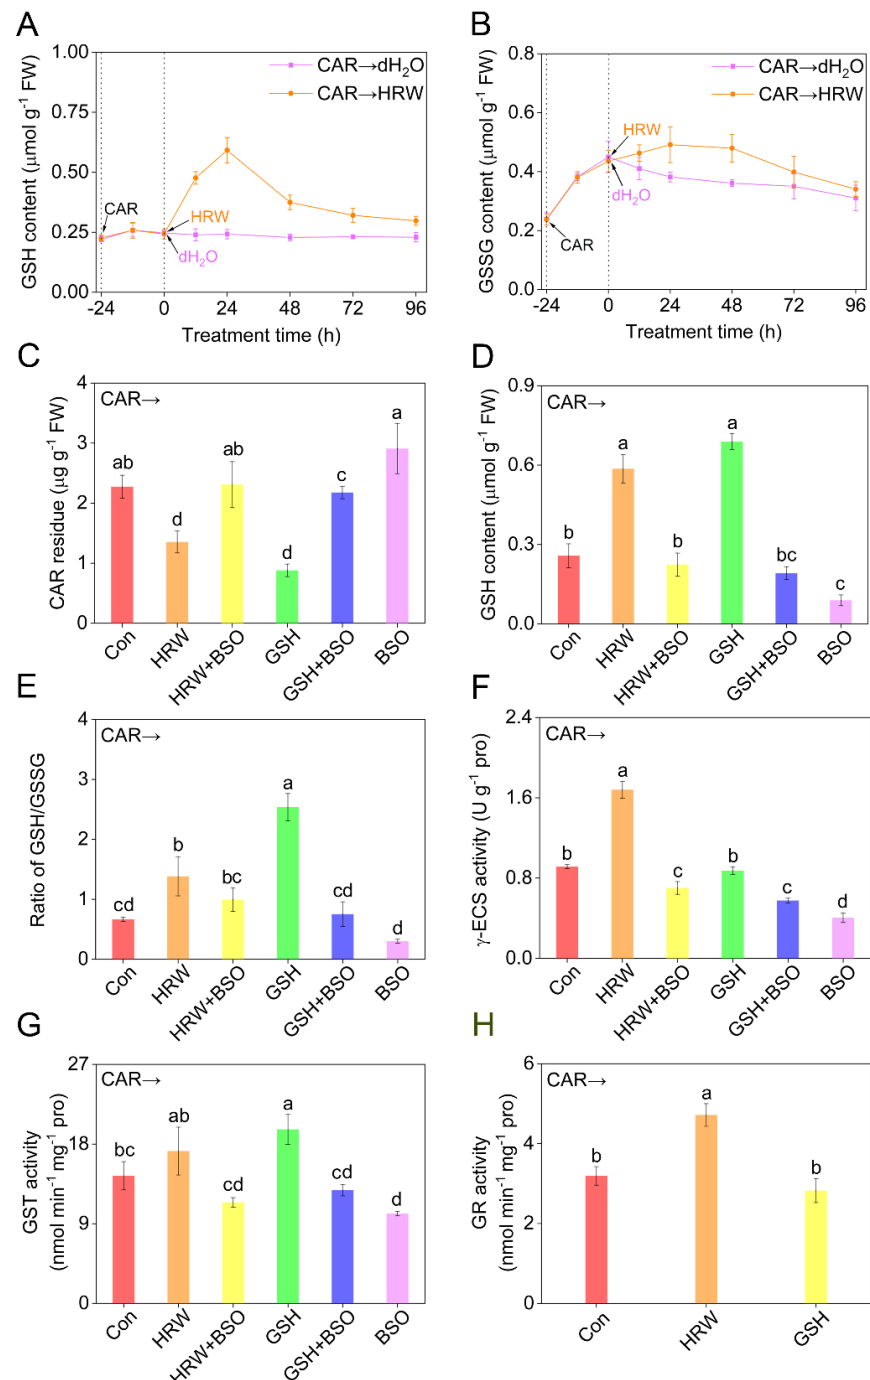 A
GSH content (μmol g⁻¹ FW)
1.00
0.75
0.50
0.25
0.00
CAR→dH₂O
CAR→HRW
CAR
HRW
dH₂O
-24 0 24 48 72 96
Treatment time (h)
B
GSSG content (μmol g⁻¹ FW)
0.8
0.6
0.4
0.2
0.0
CAR→dH₂O
CAR→HRW
HRW
dH₂O
CAR
-24 0 24 48 72 96
Treatment time (h)
C
CAR residue (μg g⁻¹ FW)
4
3
2
1
0
CAR→
ab d ab d c a
Con HRW HRW+BSO GSH GSH+BSO BSO
D
GSH content (μmol g⁻¹ FW)
0.9
0.6
0.3
0.0
CAR→
b a b a bc c
Con HRW HRW+BSO GSH GSH+BSO BSO
E
Ratio of GSH/GSSG
4
3
2
1
0
CAR→
cd b bc a cd d
Con HRW HRW+BSO GSH GSH+BSO BSO
F
γ-ECS activity (U g⁻¹ pro)
2.4
1.6
0.8
0.0
CAR→
b a c b c d
Con HRW HRW+BSO GSH GSH+BSO BSO
G
GST activity
(nmol min⁻¹ mg⁻¹ pro)
27
18
9
0
CAR→
bc ab cd a cd d
Con HRW HRW+BSO GSH GSH+BSO BSO
H
GR activity
(nmol min⁻¹ mg⁻¹ pro)
6
4
2
0
CAR→
b a b
Con HRW GSH